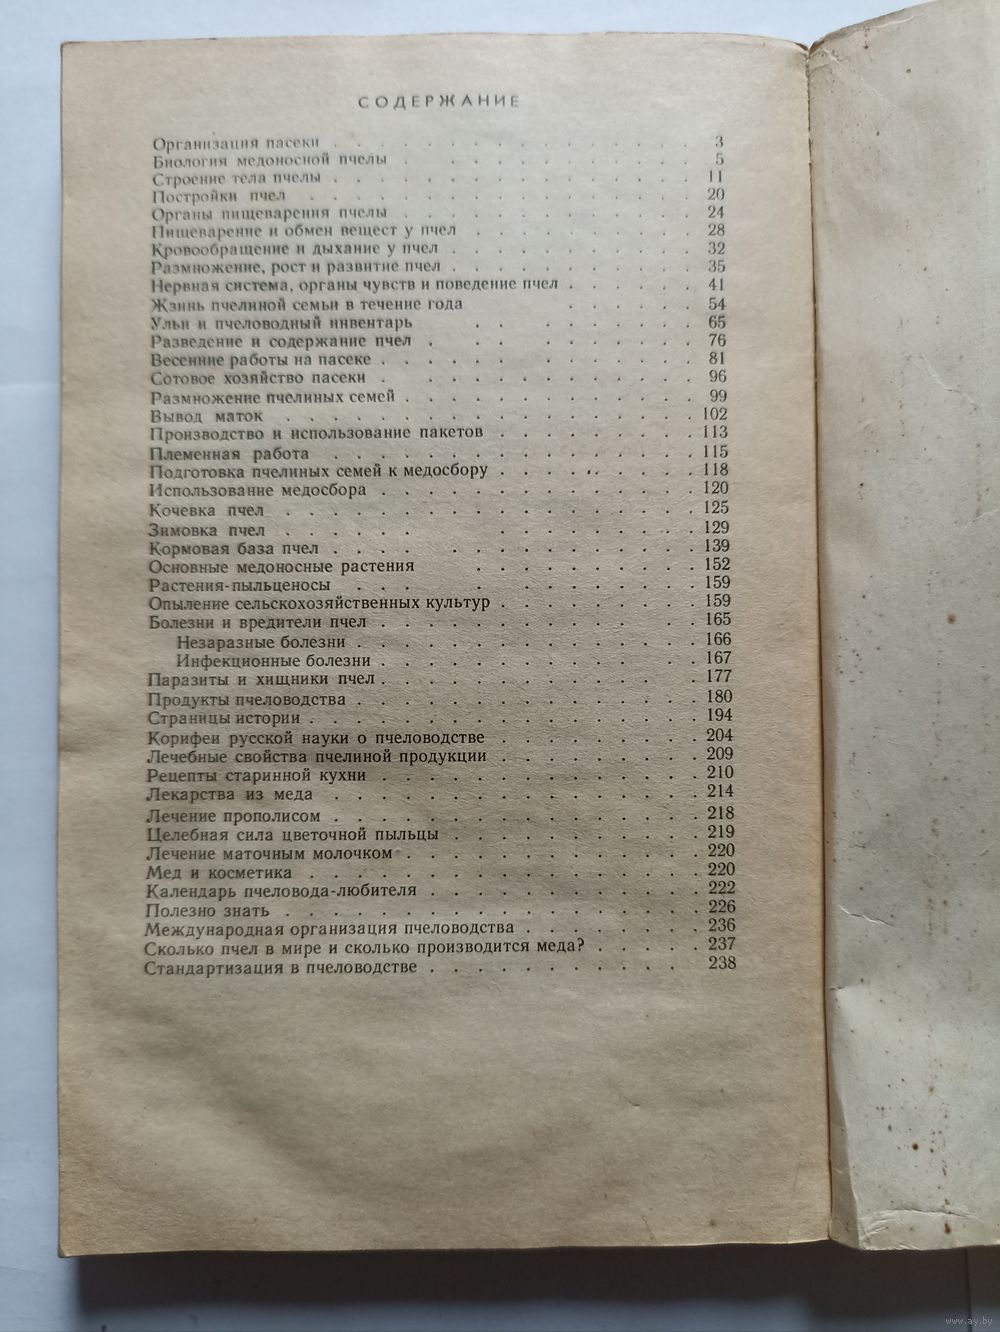 СОДЕРЖАНИЕ
Организация пасеки . . . . . . . . . . . . . . . . 3
Биология медоносной пчелы . . . . . . . . . . . 5
Строение тела пчелы . . . . . . . . . . . . . . . . 11
Постройки пчел . . . . . . . . . . . . . . . . 20
Органы пищеварения пчелы . . . . . . . . . . . 24
Пищеварение и обмен вещест у пчел . . . . . . . . 28
Кровообращение и дыхание у пчел . . . . . . . . . 32
Размножение, рост и развитие пчел . . . . . . . . . 35
Нервная система, органы чувств и поведение пчел . . . . . . 41
Жзинь пчелиной семьи в течение года . . . . . . 54
Ульи и пчеловодный инвентарь . . . . . . . . 65
Разведение и содержание пчел . . . . . . . . . 76
Весенние работы на пасеке . . . . . . . . . . . 81
Сотовое хозяйство пасеки . . . . . . . . . . . 96
Размножение пчелиных семей . . . . . . . . . . . . . 99
Вывод маток . . . . . . . . . . . . . . . . . 102
Производство и использование пакетов . . . . . . . . . 113
Племенная работа . . . . . . . . . . . . . . . . 115
Подготовка пчелиных семей к медосбору . . . . . . . . . 118
Использование медосбора . . . . . . . . . . . . . . 120
Кочевка пчел . . . . . . . . . . . . . . . . . . 125
Зимовка пчел . . . . . . . . . . . . . . . 129
Кормовая база пчел . . . . . . . . . . . . . 139
Основные медоносные растения . . . . . . . . . 152
Растения-пыльценосы . . . . . . . . . . . 159
Опыление сельскохозяйственных культур . . . . . . . . . 159
Болезни и вредители пчел . . . . . . . . . . . . . 165
Незаразные болезни . . . . . . . . . . . . . . 166
Инфекционные болезни . . . . . . . . . . . . . 167
Паразиты и хищники пчел . . . . . . . . . . . . . 177
Продукты пчеловодства . . . . . . . . . . . . . . . 180
Страницы истории . . . . . . . . . . . . . . . . . 194
Корифеи русской науки о пчеловодстве . . . . . . . . . 204
Лечебные свойства пчелиной продукции . . . . . . . . . 209
Рецепты старинной кухни . . . . . . . . . . . . . . 210
Лекарства из меда . . . . . . . . . . . . . . . . 214
Лечение прополисом . . . . . . . . . . . . . . . . 218
Целебная сила цветочной пыльцы . . . . . . . . . . . 219
Лечение маточным молочком . . . . . . . . . . . . . 220
Мед и косметика . . . . . . . . . . . . . . . . . 220
Календарь пчеловода-любителя . . . . . . . . . . . . 222
Полезно знать . . . . . . . . . . . . . . . . . . 226
Международная организация пчеловодства . . . . . . . . 236
Сколько пчел в мире и сколько производится меда? . . . . . 237
Стандартизация в пчеловодстве . . . . . . . . . . . 238
www.ay.by